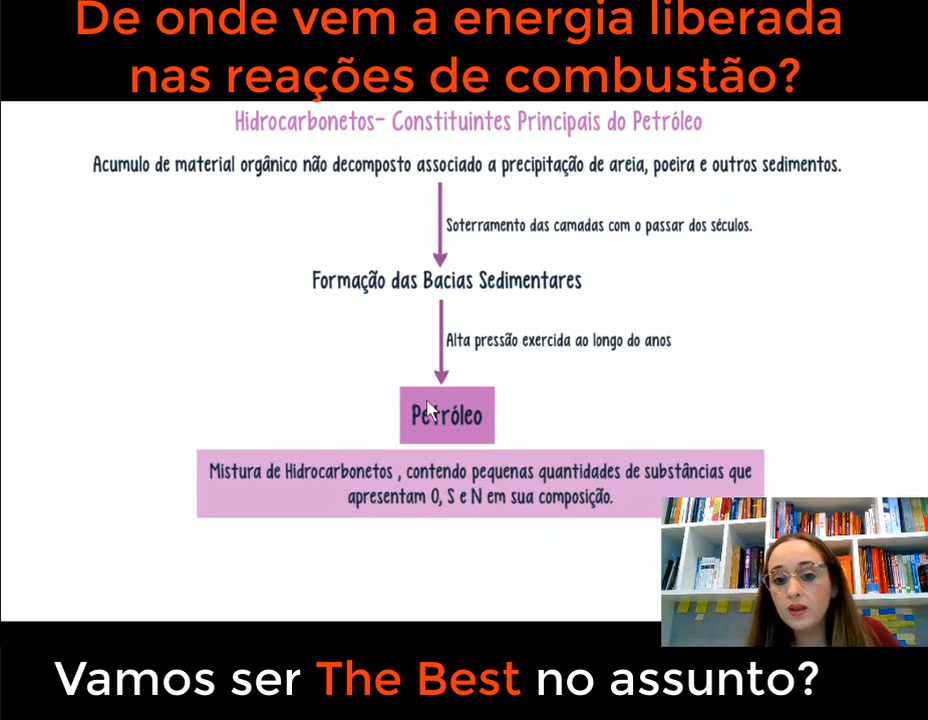 De onde vem a energia liberada
nas reações de combustão?
Hidrocarbonetos- Constituintes Principais do Petróleo
Acumulo de material orgânico não decomposto associado a precipitação de areia, poeira e outros sedimentos.
Soterramento das camadas com o passar dos séculos.
Formação das Bacias Sedimentares
Alta pressão exercida ao longo do anos
Petróleo
Mistura de Hidrocarbonetos , contendo pequenas quantidades de substâncias que
apresentam O, S e N em sua composição.
Vamos ser The Best no assunto?